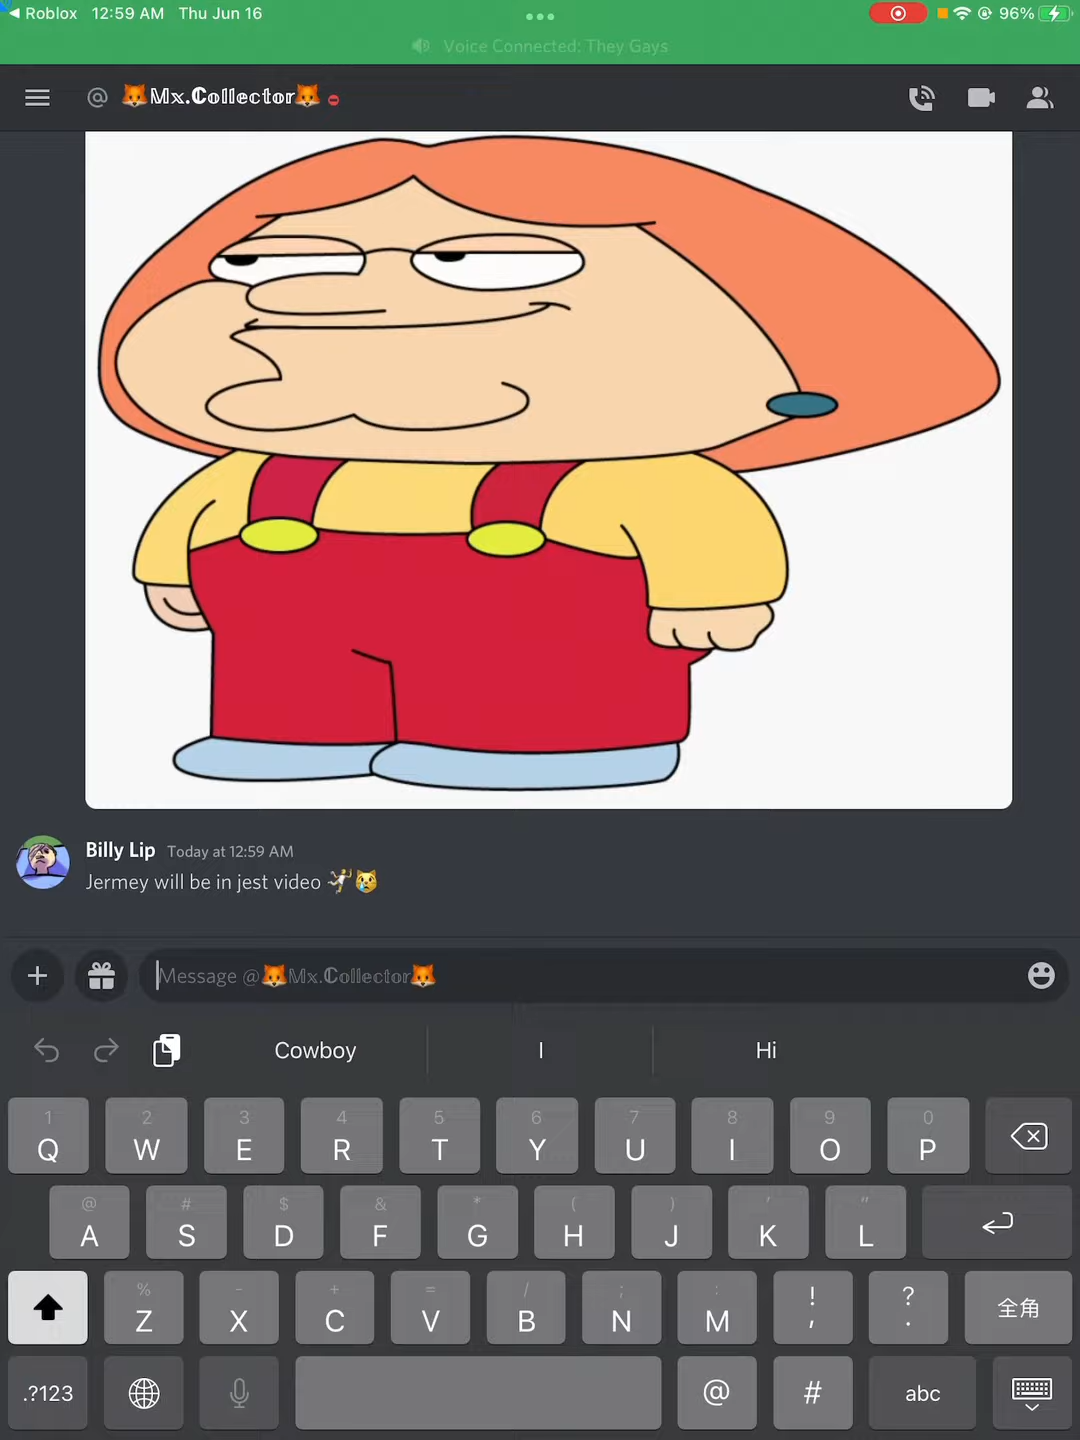 Roblox 12:59 AM Thu Jun 16 96%
Voice Connected: They Gays
@ 🦊𝕄𝕩.ℂ𝕠𝕝𝕝𝕖𝕔𝕥𝕠𝕣🦊
Billy Lip Today at 12:59 AM
Jermey will be in jest video
Message @🦊𝕄𝕩.ℂ𝕠𝕝𝕝𝕖𝕔𝕥𝕠𝕣🦊
Cowboy I Hi
1 2 3 4 5 6 7 8 9 0
Q W E R T Y U I O P
@ # $ & * ( ) ' "
A S D F G H J K L
% - + = / ; : ! ?
Z X C V B N M , . 全角
.?123 @ # abc